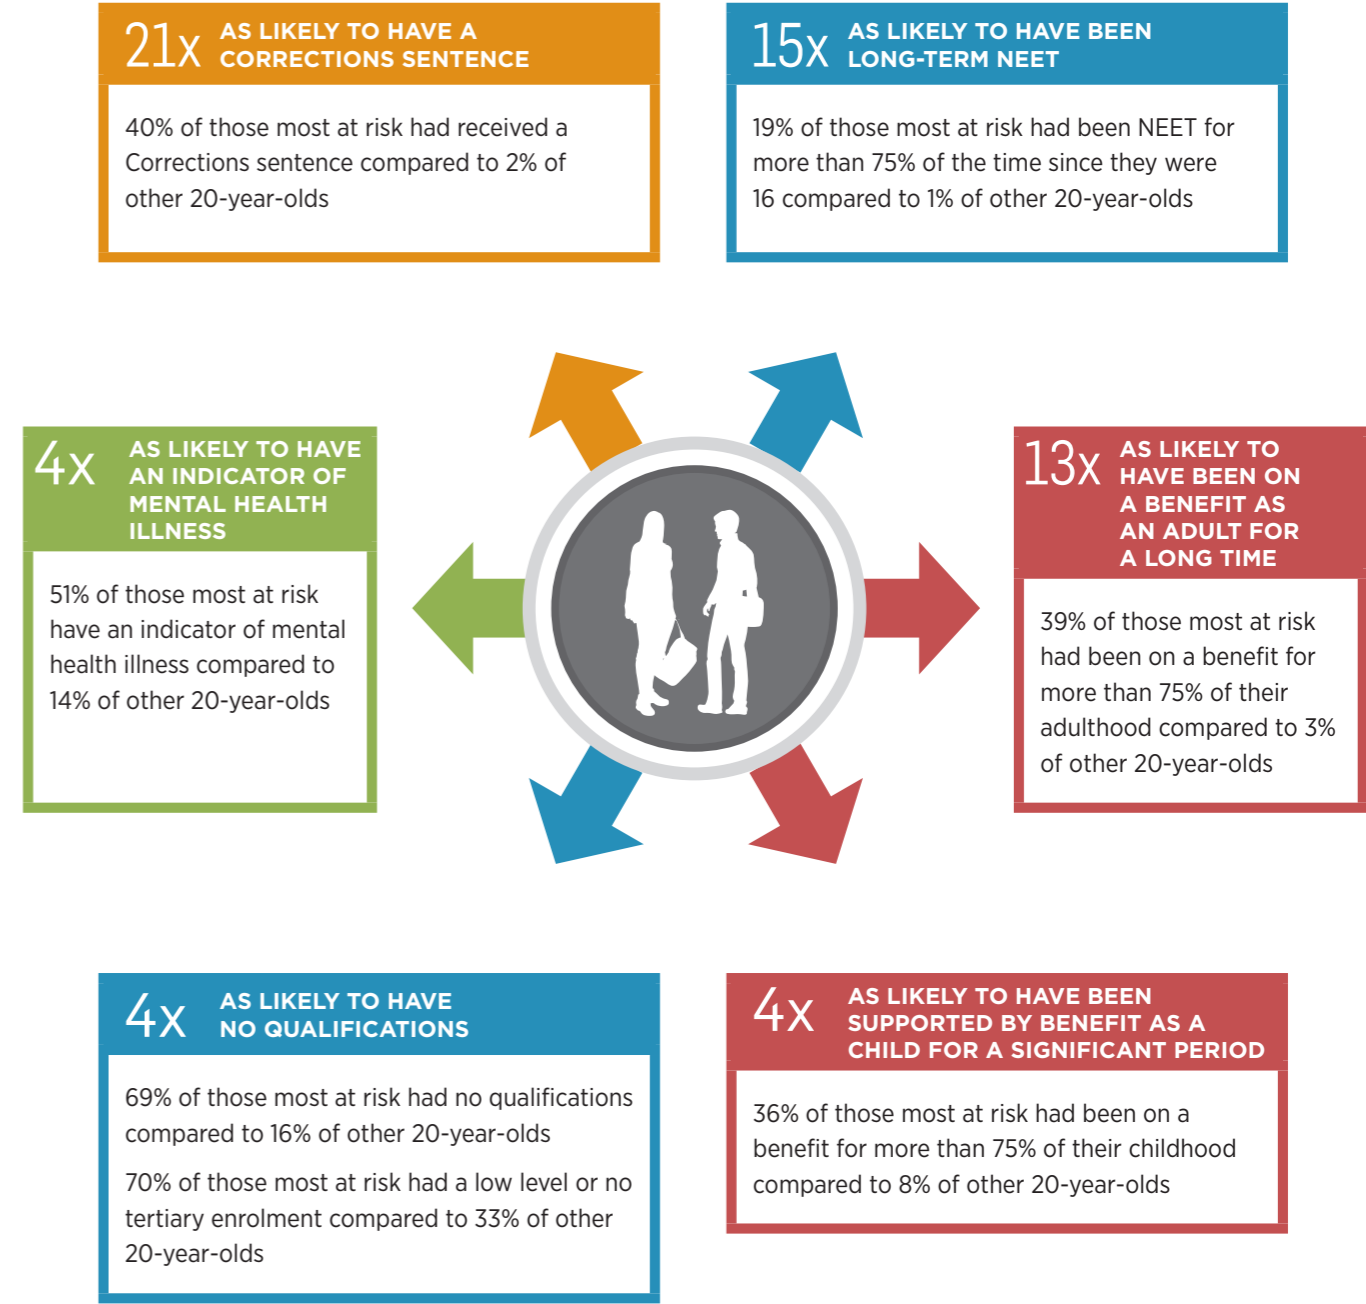 21x AS LIKELY TO HAVE A
CORRECTIONS SENTENCE
40% of those most at risk had received a
Corrections sentence compared to 2% of
other 20-year-olds
15x AS LIKELY TO HAVE BEEN
LONG-TERM NEET
19% of those most at risk had been NEET for
more than 75% of the time since they were
16 compared to 1% of other 20-year-olds
4x AS LIKELY TO HAVE
AN INDICATOR OF
MENTAL HEALTH
ILLNESS
51% of those most at risk
have an indicator of mental
health illness compared to
14% of other 20-year-olds
13x AS LIKELY TO
HAVE BEEN ON
A BENEFIT AS
AN ADULT FOR
A LONG TIME
39% of those most at risk
had been on a benefit for
more than 75% of their
adulthood compared to 3%
of other 20-year-olds
4x AS LIKELY TO HAVE
NO QUALIFICATIONS
69% of those most at risk had no qualifications
compared to 16% of other 20-year-olds
70% of those most at risk had a low level or no
tertiary enrolment compared to 33% of other
20-year-olds
4x AS LIKELY TO HAVE BEEN
SUPPORTED BY BENEFIT AS A
CHILD FOR A SIGNIFICANT PERIOD
36% of those most at risk had been on a
benefit for more than 75% of their childhood
compared to 8% of other 20-year-olds